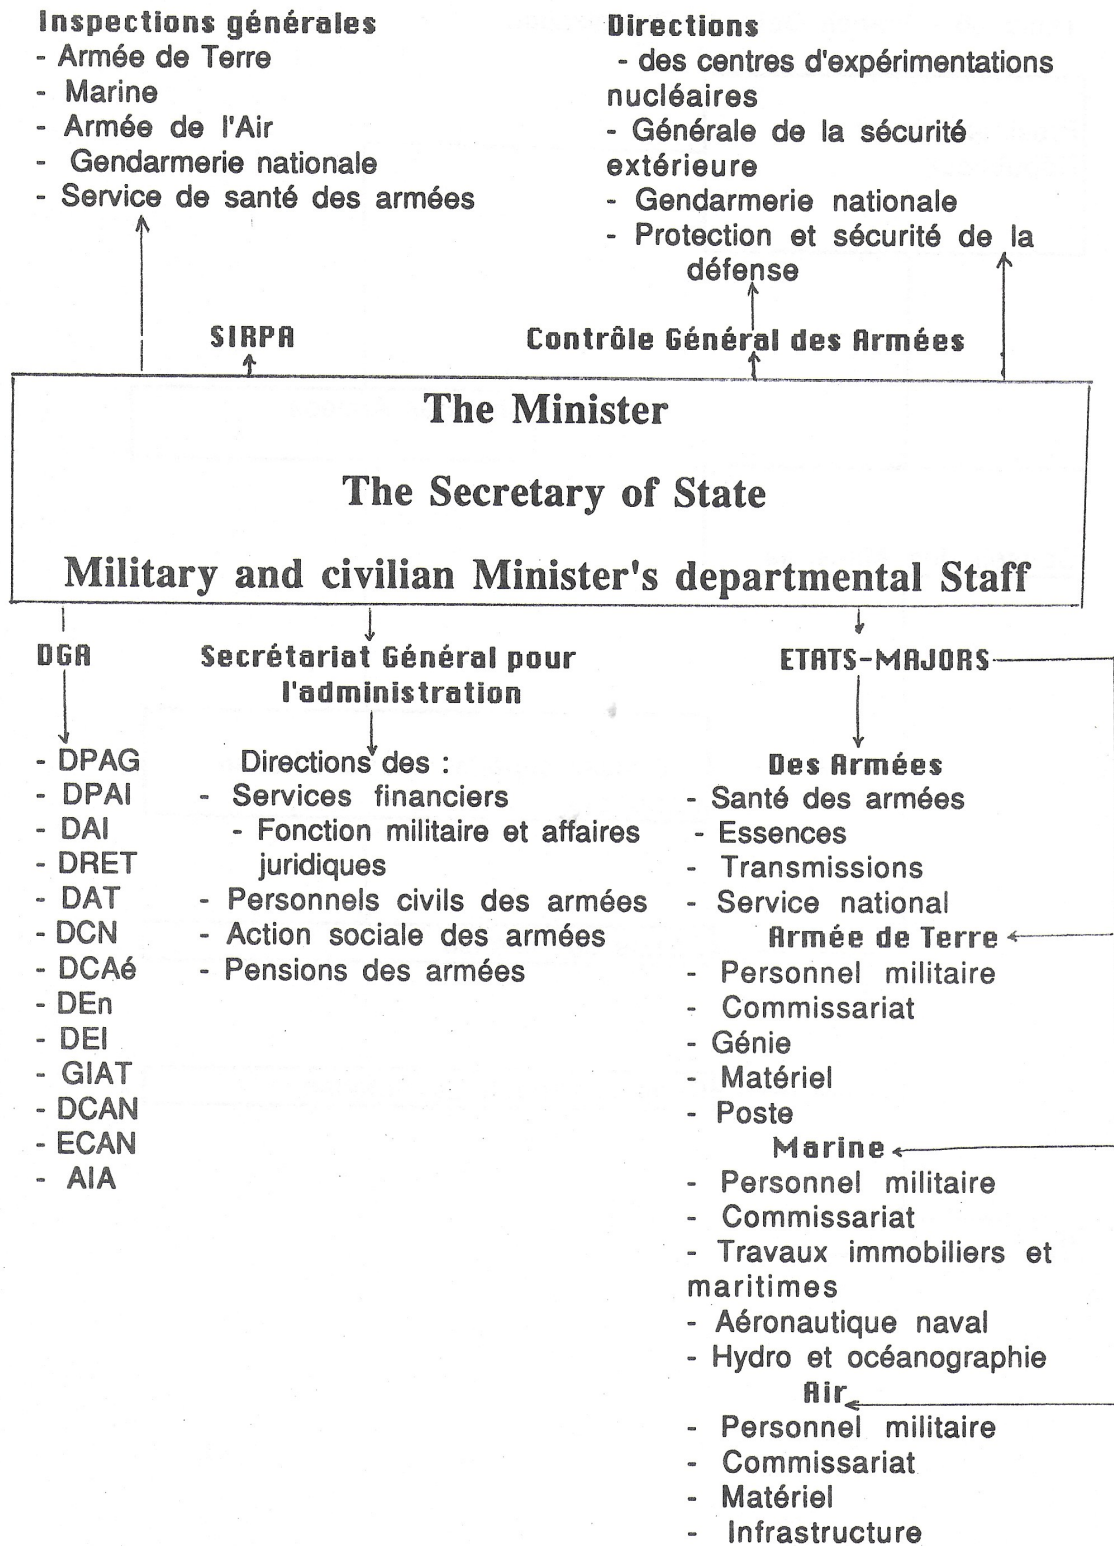 Inspections générales
- Armée de Terre
- Marine
- Armée de l'Air
- Gendarmerie nationale
- Service de santé des armées
Directions
- des centres d'expérimentations
nucléaires
- Générale de la sécurité
extérieure
- Gendarmerie nationale
- Protection et sécurité de la
défense
SIRPA
Contrôle Général des Armées
The Minister
The Secretary of State
Military and civilian Minister's departmental Staff
DGA
- DPAG
- DPAI
- DAI
- DRET
- DAT
- DCN
- DCAé
- DEn
- DEI
- GIAT
- DCAN
- ECAN
- AIA
Secrétariat Général pour
l'administration
Directions des :
- Services financiers
- Fonction militaire et affaires
juridiques
- Personnels civils des armées
- Action sociale des armées
- Pensions des armées
ETATS-MAJORS
Des Armées
- Santé des armées
- Essences
- Transmissions
- Service national
Armée de Terre
- Personnel militaire
- Commissariat
- Génie
- Matériel
- Poste
Marine
- Personnel militaire
- Commissariat
- Travaux immobiliers et
maritimes
- Aéronautique naval
- Hydro et océanographie
Air
- Personnel militaire
- Commissariat
- Matériel
- Infrastructure